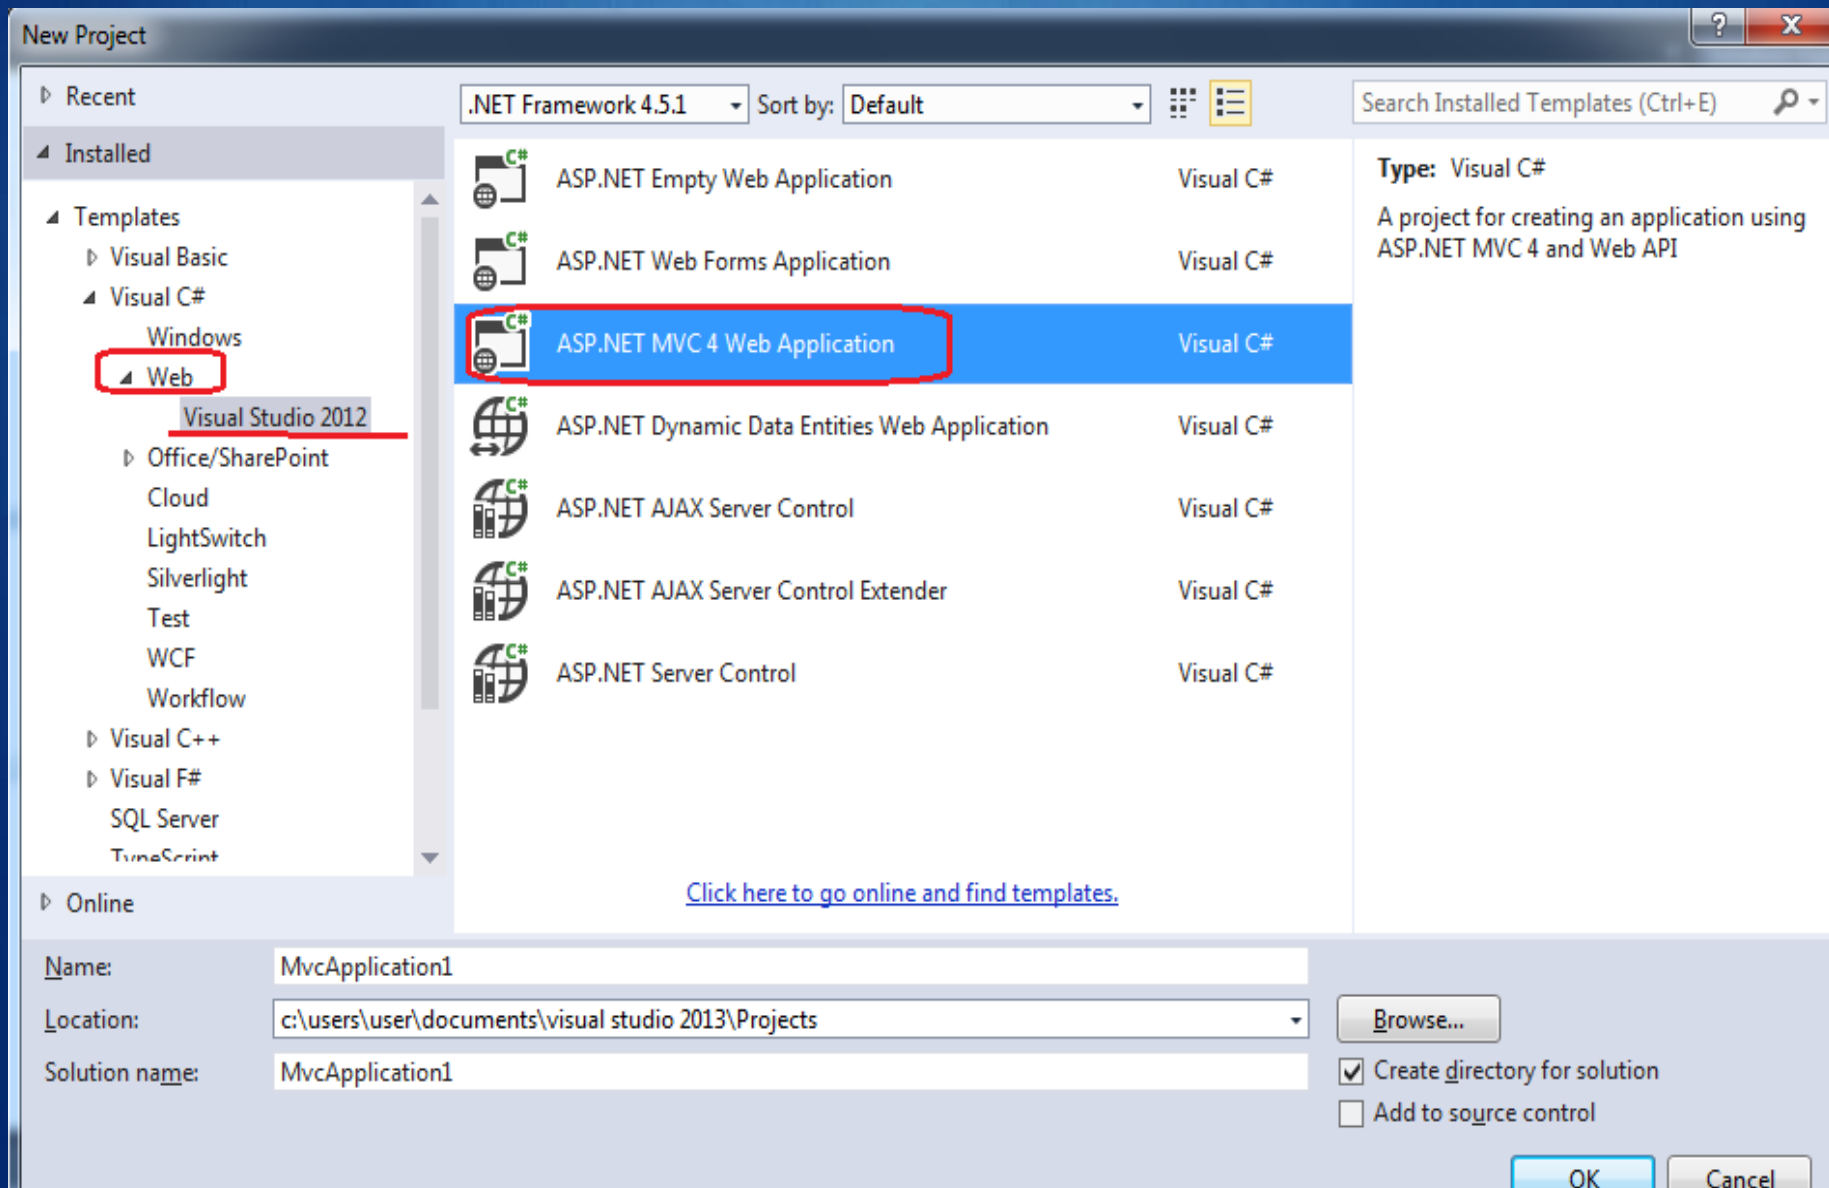 New Project
?
X
Recent
Installed
Templates
Visual Basic
Visual C#
Windows
Web
Visual Studio 2012
Office/SharePoint
Cloud
LightSwitch
Silverlight
Test
WCF
Workflow
Visual C++
Visual F#
SQL Server
TypeScript
Online
.NET Framework 4.5.1 Sort by: Default
ASP.NET Empty Web Application Visual C#
ASP.NET Web Forms Application Visual C#
ASP.NET MVC 4 Web Application Visual C#
ASP.NET Dynamic Data Entities Web Application Visual C#
ASP.NET AJAX Server Control Visual C#
ASP.NET AJAX Server Control Extender Visual C#
ASP.NET Server Control Visual C#
Click here to go online and find templates.
Search Installed Templates (Ctrl+E)
Type: Visual C#
A project for creating an application using
ASP.NET MVC 4 and Web API
Name: MvcApplication1
Location: c:\users\user\documents\visual studio 2013\Projects Browse...
Solution name: MvcApplication1
Create directory for solution
Add to source control
OK Cancel